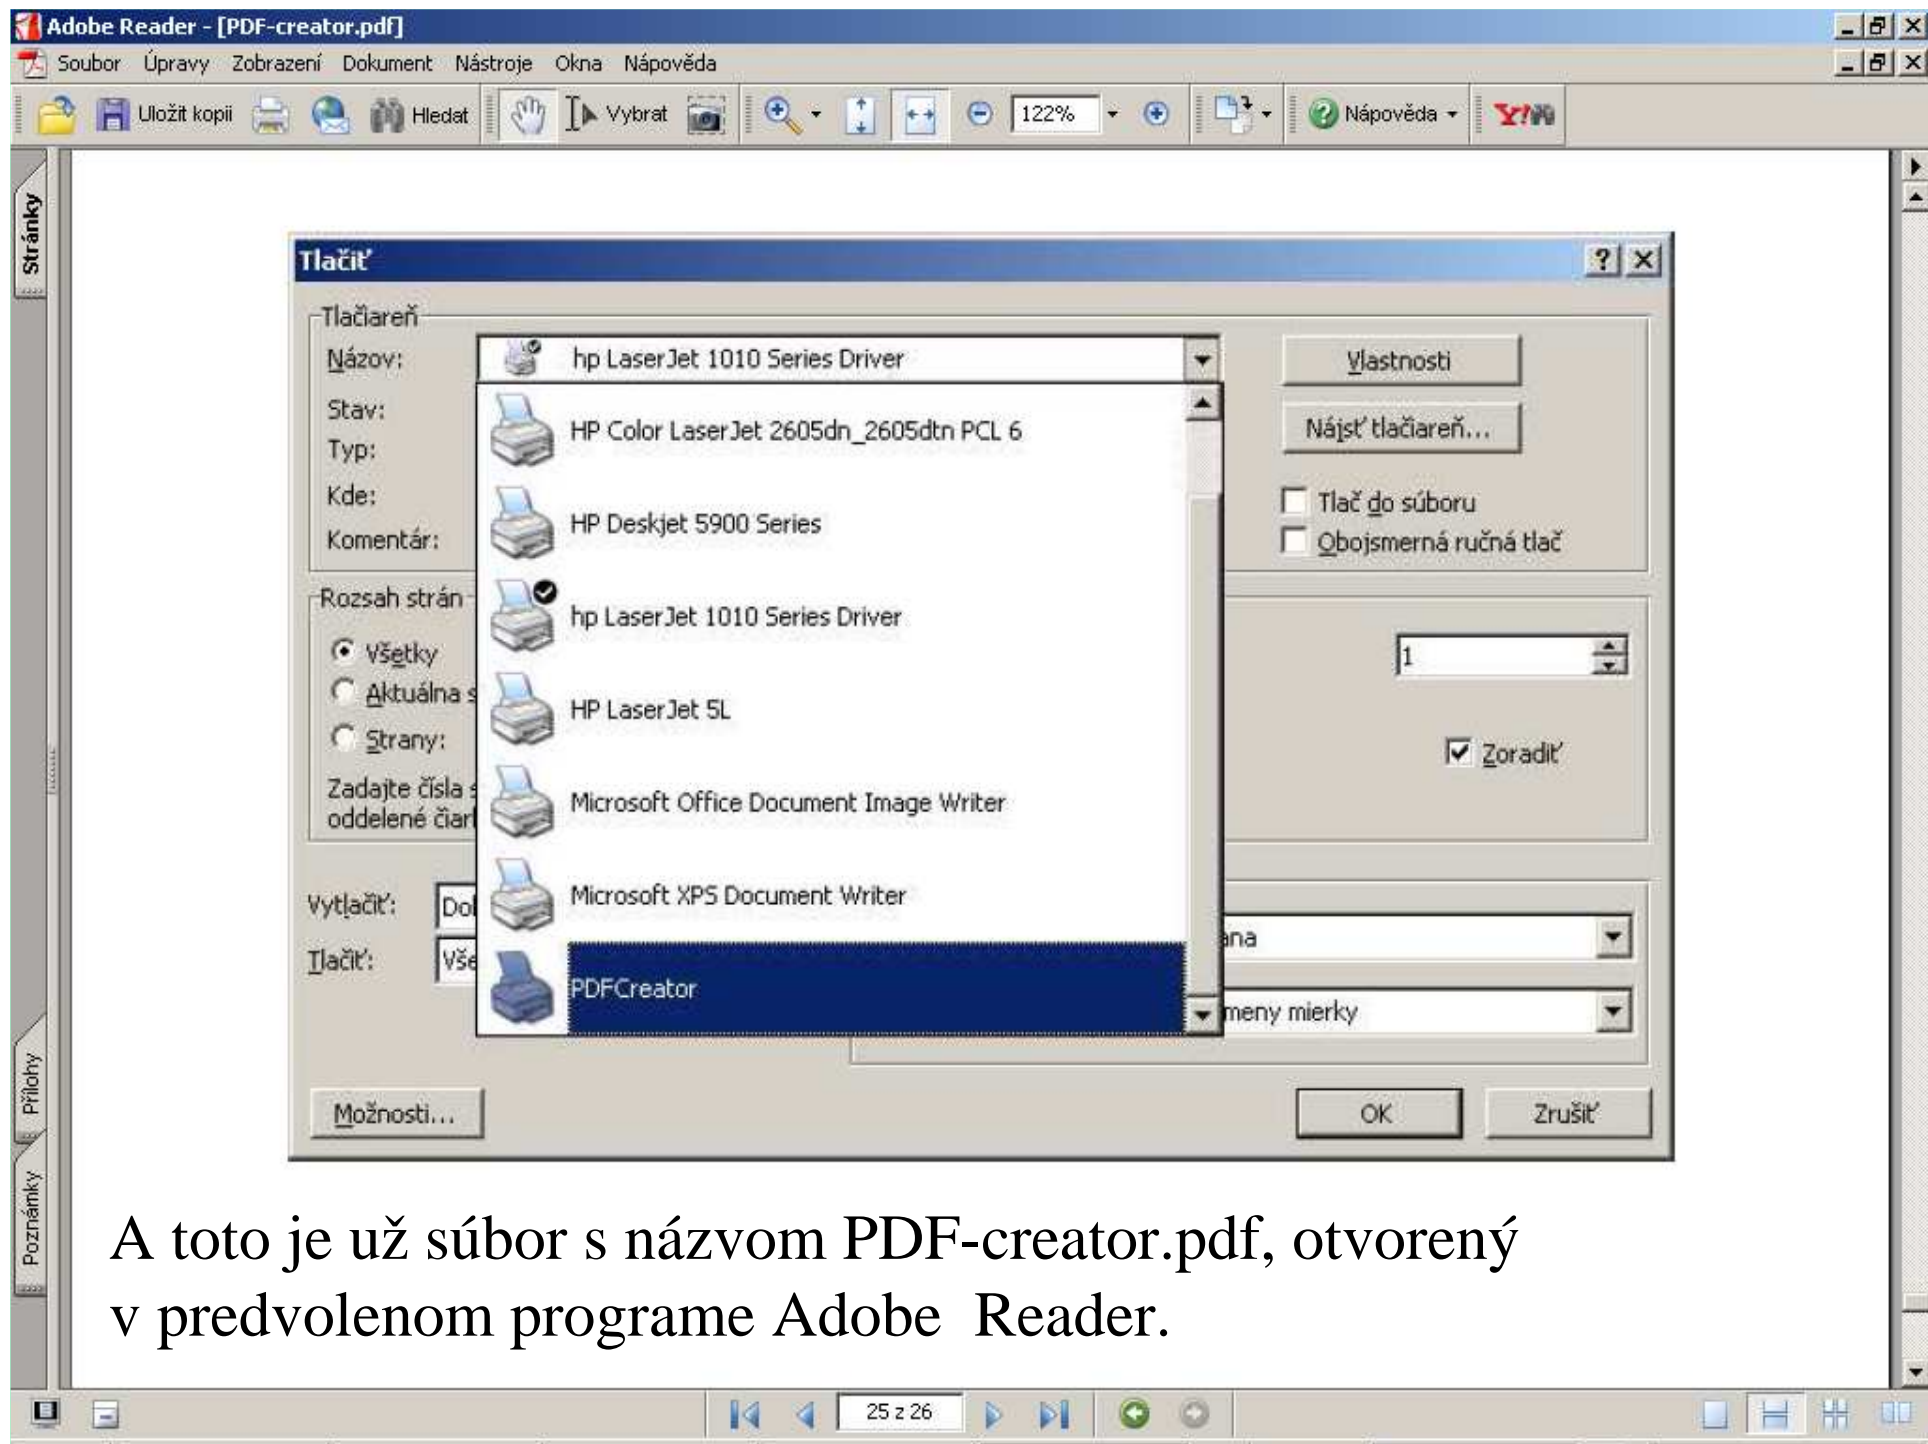 Adobe Reader - [PDF-creator.pdf]
Soubor Úpravy Zobrazení Dokument Nástroje Okna Nápověda
Uložit kopii Hledat Vybrat 122% Nápověda Y!
Stránky
Tlačiť
Tlačiareň
Názov: hp LaserJet 1010 Series Driver Vlastnosti
Stav:
HP Color LaserJet 2605dn_2605dtn PCL 6 Nájsť tlačiareň...
Typ:
Kde: Tlač do súboru
HP Deskjet 5900 Series
Komentár: Obojsmerná ručná tlač
Rozsah strán
hp LaserJet 1010 Series Driver
Všetky 1
Aktuálna s
HP LaserJet 5L
Strany: Zoradiť
Zadajte čísla
Microsoft Office Document Image Writer
oddelené
Microsoft XPS Document Writer
Vytlačiť:
Tlačiť:
PDFCreator
meny mierky
Možnosti... OK Zrušiť
Přílohy
Poznámky
A toto je už súbor s názvom PDF-creator.pdf, otvorený
v predvolenom programe Adobe Reader.
25 z 26